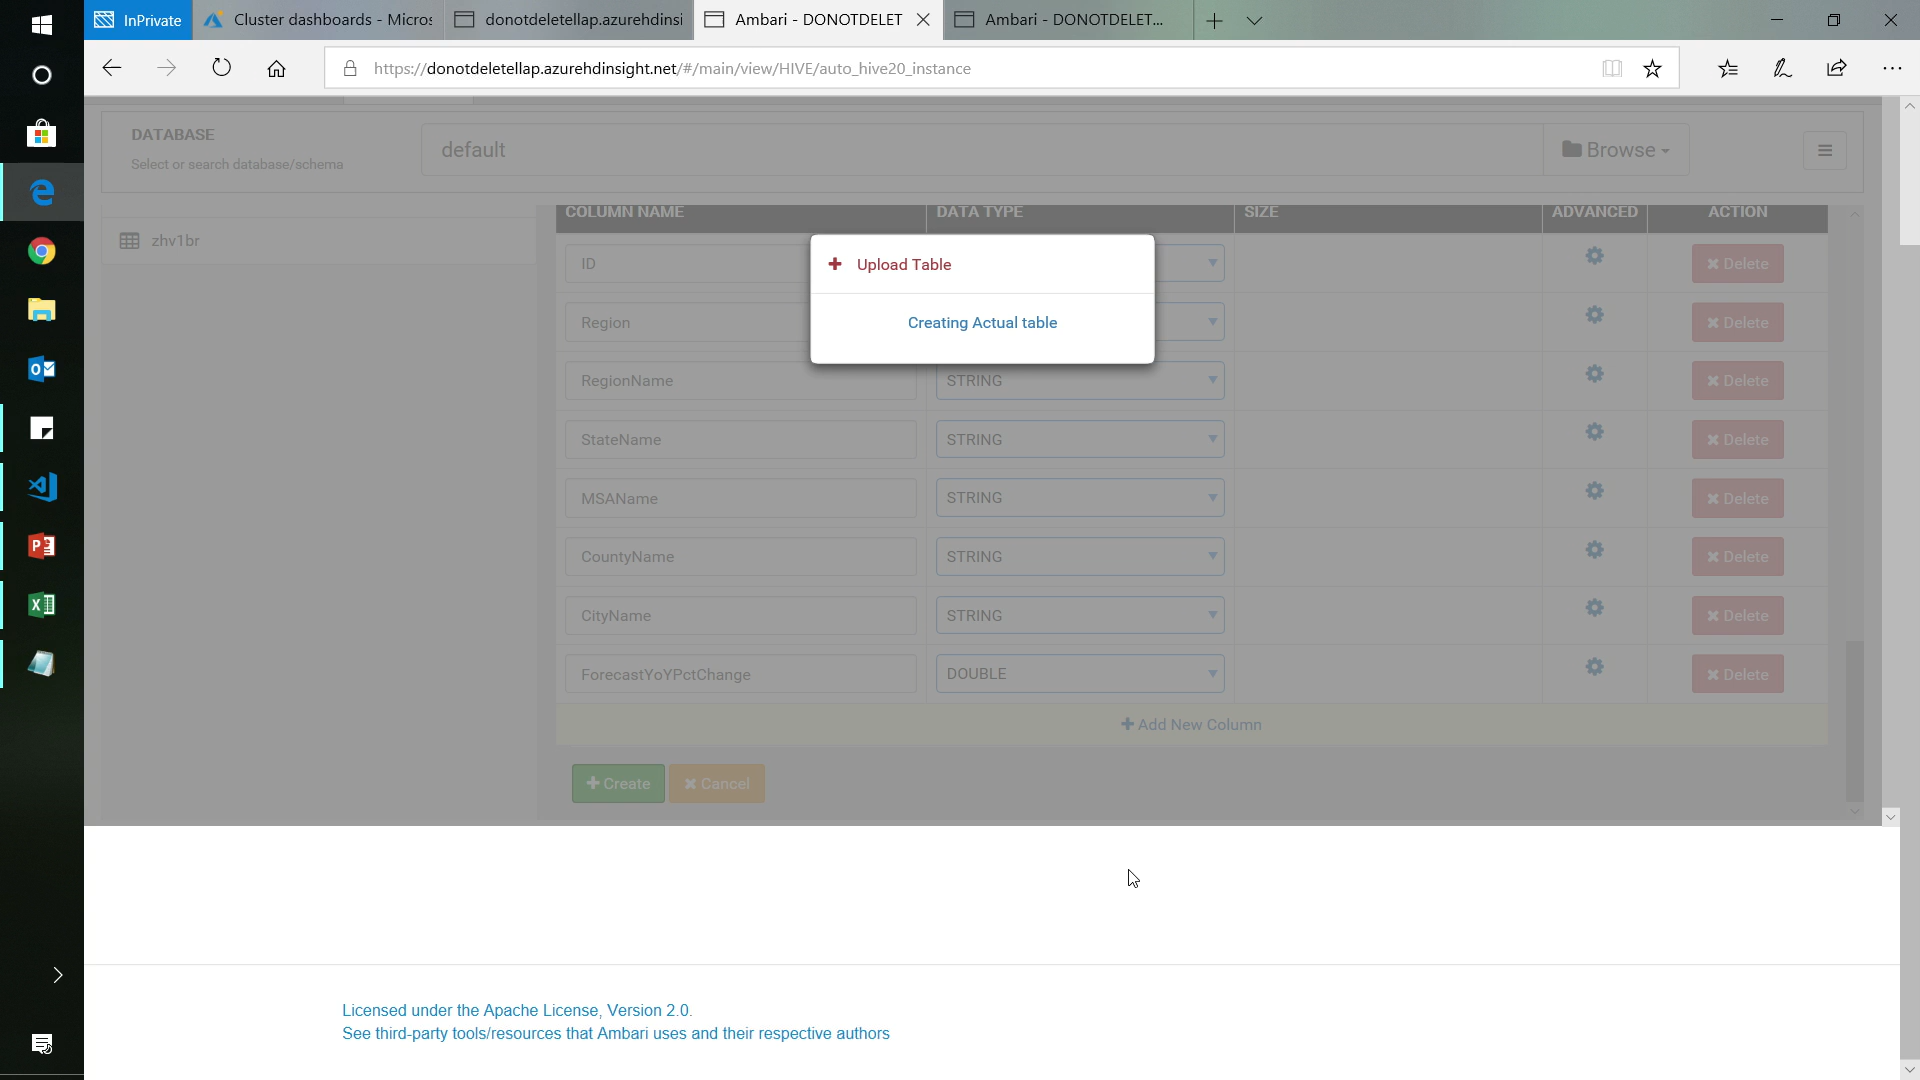 InPrivate
Cluster dashboards - Micros
donotdeletellap.azurehdinsi
Ambari - DONOTDELET
Ambari - DONOTDELET...
https://donotdeletellap.azurehdinsight.net/#/main/view/HIVE/auto_hive20_instance
DATABASE
Select or search database/schema
default
Browse
zhv1br
COLUMN NAME
DATA TYPE
SIZE
ADVANCED
ACTION
Upload Table
Creating Actual table
ID
Delete
Region
Delete
RegionName
STRING
Delete
StateName
STRING
Delete
MSAName
STRING
Delete
CountyName
STRING
Delete
CityName
STRING
Delete
ForecastYoYPctChange
DOUBLE
Delete
Add New Column
Create
Cancel
Licensed under the Apache License, Version 2.0.
See third-party tools/resources that Ambari uses and their respective authors